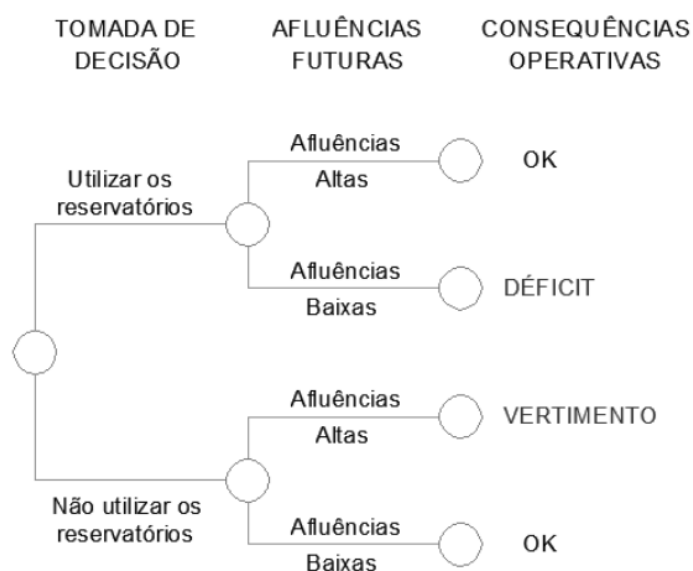 TOMADA DE
DECISÃO
AFLUÊNCIAS
FUTURAS
CONSEQUÊNCIAS
OPERATIVAS
Utilizar os
reservatórios
Afluências
Altas
OK
Afluências
Baixas
DÉFICIT
Não utilizar os
reservatórios
Afluências
Altas
VERTIMENTO
Afluências
Baixas
OK